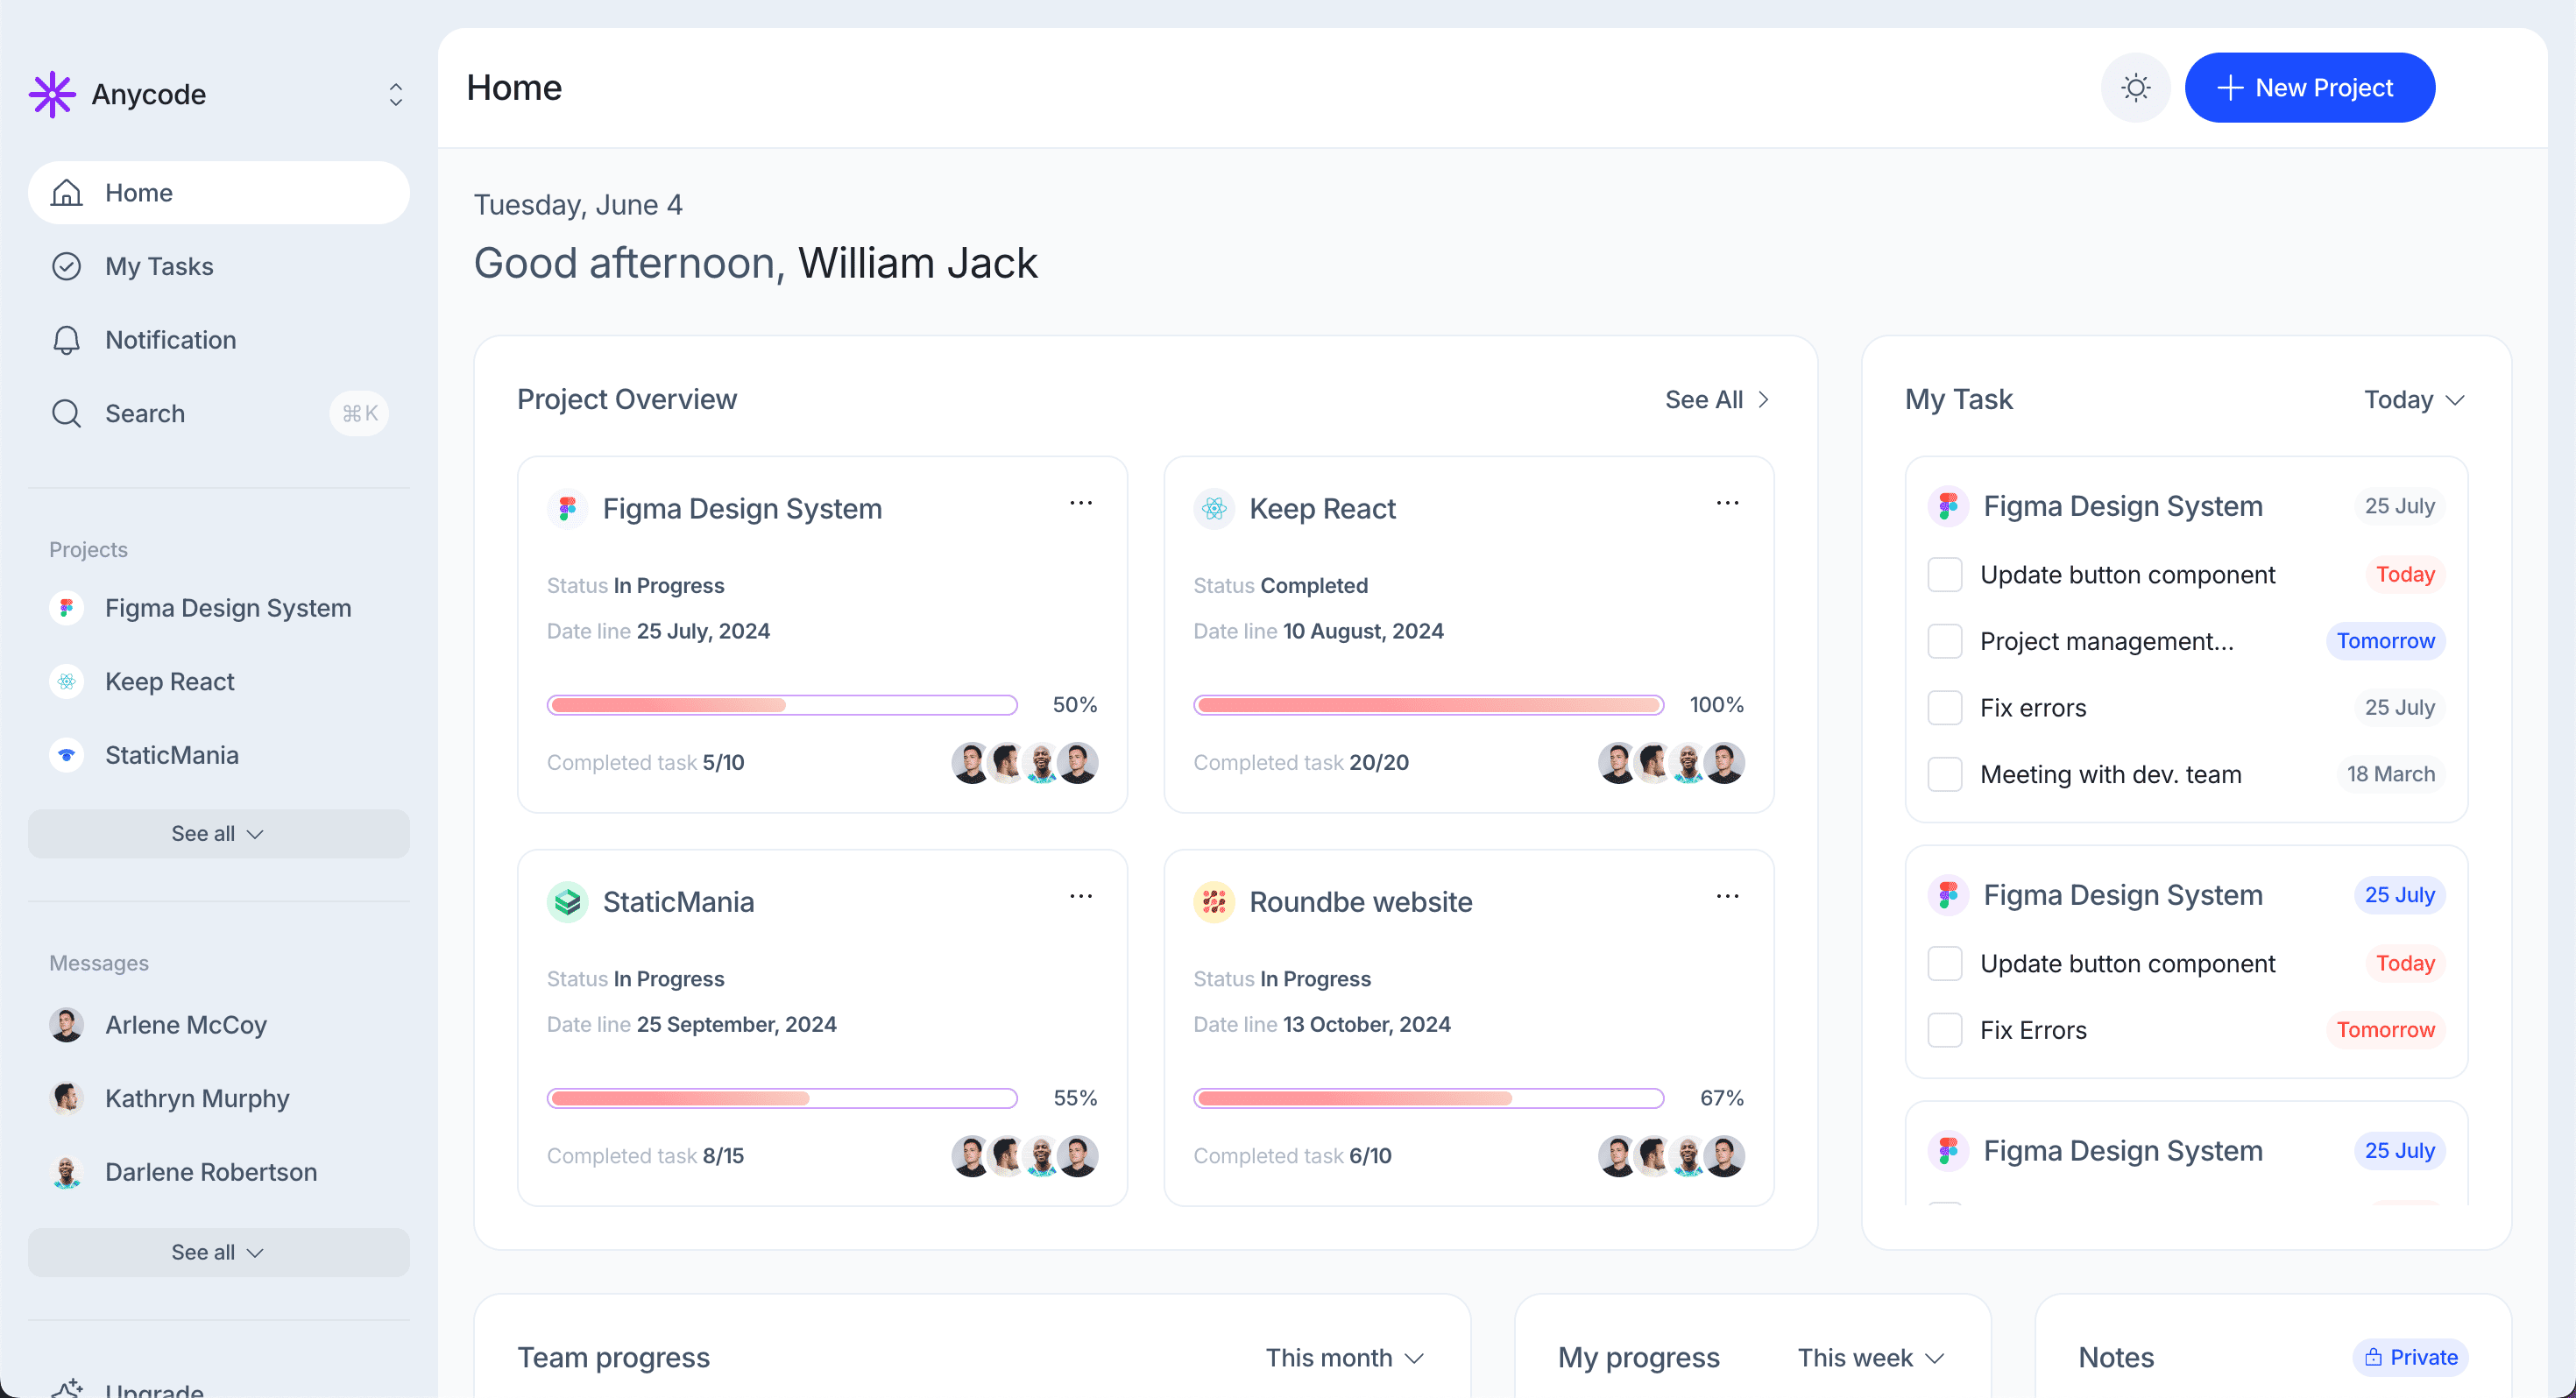 Anycode
Home
My Tasks
Notification
Search ⌘K
Projects
Figma Design System
Keep React
StaticMania
See all
Messages
Arlene McCoy
Kathryn Murphy
Darlene Robertson
See all
Upgrade
Home
New Project
Tuesday, June 4
Good afternoon, William Jack
Project Overview
See All
Figma Design System
Status In Progress
Date line 25 July, 2024
50%
Completed task 5/10
Keep React
Status Completed
Date line 10 August, 2024
100%
Completed task 20/20
StaticMania
Status In Progress
Date line 25 September, 2024
55%
Completed task 8/15
Roundbe website
Status In Progress
Date line 13 October, 2024
67%
Completed task 6/10
My Task
Today
Figma Design System 25 July
Update button component Today
Project management... Tomorrow
Fix errors 25 July
Meeting with dev. team 18 March
Figma Design System 25 July
Update button component Today
Fix Errors Tomorrow
Figma Design System 25 July
Team progress
This month
My progress
This week
Notes
Private